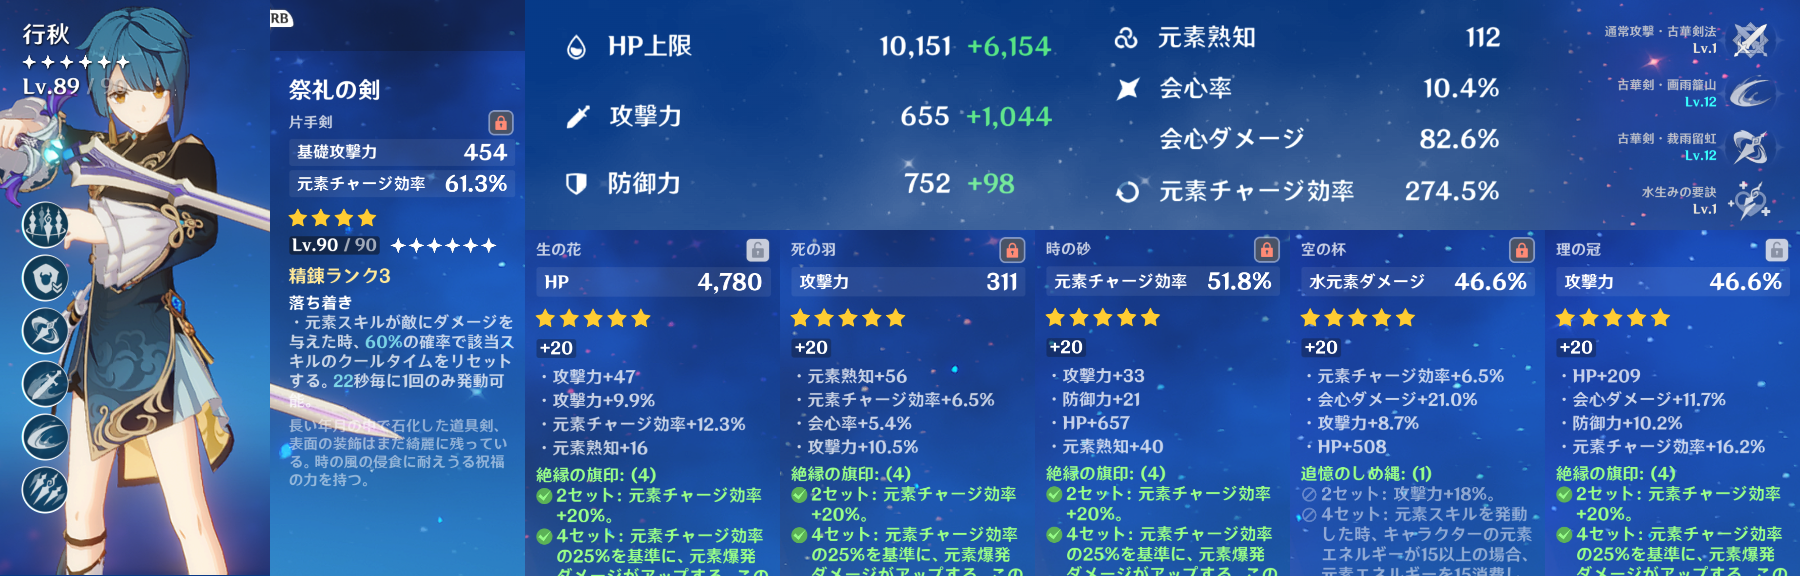 行秋
Lv.89 / 90
RB
祭礼の剣
片手剣
基礎攻撃力 454
元素チャージ効率 61.3%
Lv.90 / 90
精錬ランク3
落ち着き
・元素スキルが敵にダメージを
与えた時、60%の確率で該当ス
キルのクールタイムをリセット
する。22秒毎に1回のみ発動可
能。
長い年月の中で石化した道具剣、
表面の装飾はまだ綺麗に残ってい
る。時の風の侵食に耐えうる祝福
の力を持つ。
HP上限 10,151 +6,154
攻撃力 655 +1,044
防御力 752 +98
元素熟知 112
会心率 10.4%
会心ダメージ 82.6%
元素チャージ効率 274.5%
通常攻撃・古華剣法
Lv.1
古華剣・画雨籠山
Lv.12
古華剣・裁雨留虹
Lv.12
水生みの要訣
Lv.1
生の花
HP 4,780
+20
・攻撃力+47
・攻撃力+9.9%
・元素チャージ効率+12.3%
・元素熟知+16
絶縁の旗印: (4)
2セット: 元素チャージ効率
+20%。
4セット: 元素チャージ効率
の25%を基準に、元素爆発
ダメージがアップする。この
死の羽
攻撃力 311
+20
・元素熟知+56
・元素チャージ効率+6.5%
・会心率+5.4%
・攻撃力+10.5%
絶縁の旗印: (4)
2セット: 元素チャージ効率
+20%。
4セット: 元素チャージ効率
の25%を基準に、元素爆発
ダメージがアップする。この
時の砂
元素チャージ効率 51.8%
+20
・攻撃力+33
・防御力+21
・HP+657
・元素熟知+40
絶縁の旗印: (4)
2セット: 元素チャージ効率
+20%。
4セット: 元素チャージ効率
の25%を基準に、元素爆発
ダメージがアップする。この
空の杯
水元素ダメージ 46.6%
+20
・元素チャージ効率+6.5%
・会心ダメージ+21.0%
・攻撃力+8.7%
・HP+508
追憶のしめ縄: (1)
2セット: 攻撃力+18%。
4セット: 元素スキルを発動
した時、キャラクターの元素
エネルギーが15以上の場合、
元素エネルギーを15消費し
理の冠
攻撃力 46.6%
+20
・HP+209
・会心ダメージ+11.7%
・防御力+10.2%
・元素チャージ効率+16.2%
絶縁の旗印: (4)
2セット: 元素チャージ効率
+20%。
4セット: 元素チャージ効率
の25%を基準に、元素爆発
ダメージがアップする。この